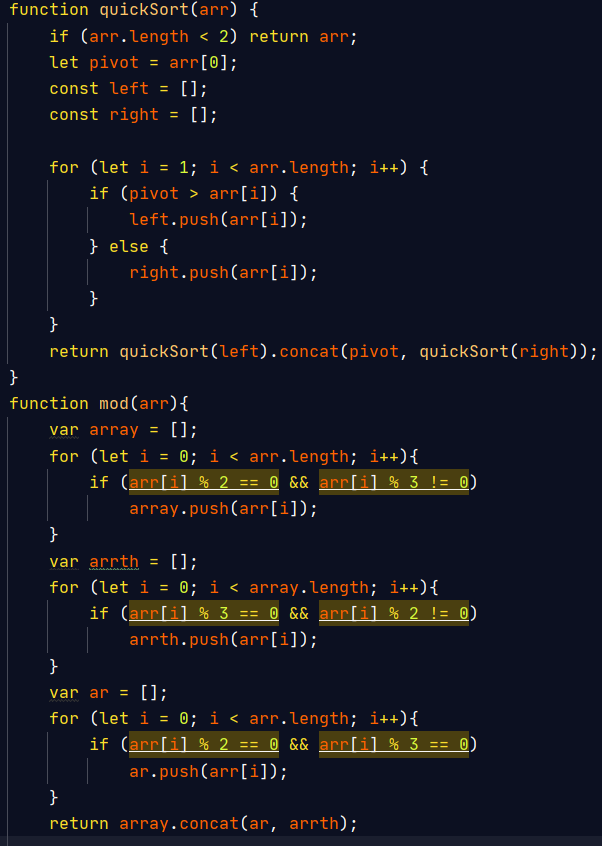 function quickSort(arr) {
    if (arr.length < 2) return arr;
    let pivot = arr[0];
    const left = [];
    const right = [];

    for (let i = 1; i < arr.length; i++) {
        if (pivot > arr[i]) {
            left.push(arr[i]);
        } else {
            right.push(arr[i]);
        }
    }
    return quickSort(left).concat(pivot, quickSort(right));
}
function mod(arr){
    var array = [];
    for (let i = 0; i < arr.length; i++){
        if (arr[i] % 2 == 0 && arr[i] % 3 != 0)
            array.push(arr[i]);
    }
    var arrth = [];
    for (let i = 0; i < array.length; i++){
        if (arr[i] % 3 == 0 && arr[i] % 2 != 0)
            arrth.push(arr[i]);
    }
    var ar = [];
    for (let i = 0; i < arr.length; i++){
        if (arr[i] % 2 == 0 && arr[i] % 3 == 0)
            ar.push(arr[i]);
    }
    return array.concat(ar, arrth);